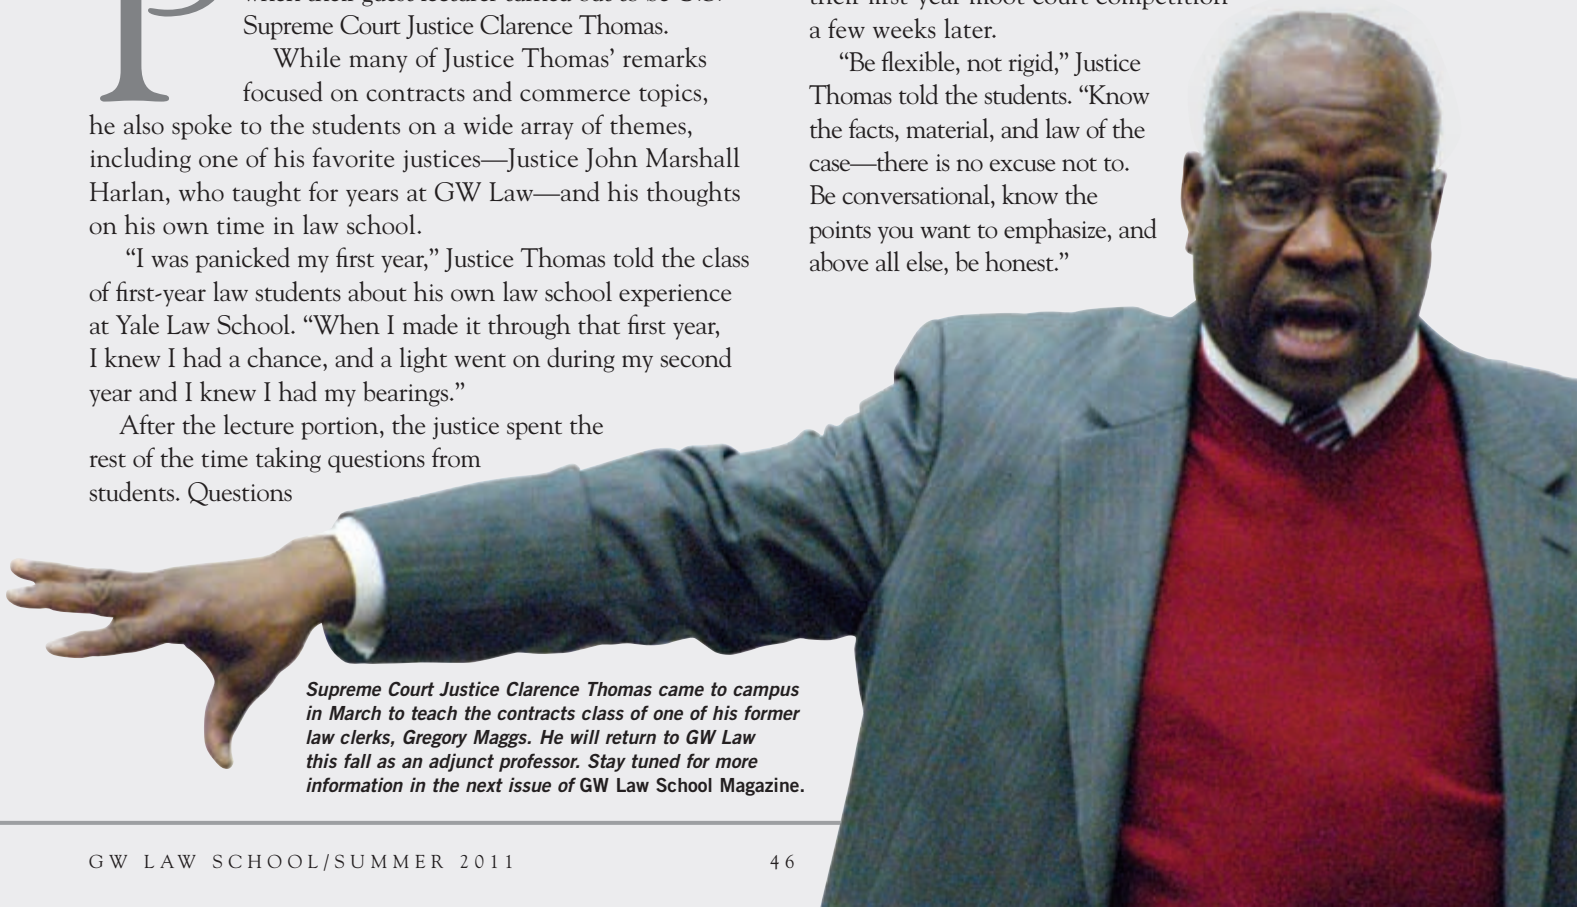 P
Supreme Court Justice Clarence Thomas.
While many of Justice Thomas’ remarks
focused on contracts and commerce topics,
he also spoke to the students on a wide array of themes,
including one of his favorite justices—Justice John Marshall
Harlan, who taught for years at GW Law—and his thoughts
on his own time in law school.
“I was panicked my first year,” Justice Thomas told the class
of first-year law students about his own law school experience
at Yale Law School. “When I made it through that first year,
I knew I had a chance, and a light went on during my second
year and I knew I had my bearings.”
After the lecture portion, the justice spent the
rest of the time taking questions from
students. Questions
their first-year moot court competition
a few weeks later.
“Be flexible, not rigid,” Justice
Thomas told the students. “Know
the facts, material, and law of the
case—there is no excuse not to.
Be conversational, know the
points you want to emphasize, and
above all else, be honest.”
Supreme Court Justice Clarence Thomas came to campus
in March to teach the contracts class of one of his former
law clerks, Gregory Maggs. He will return to GW Law
this fall as an adjunct professor. Stay tuned for more
information in the next issue of GW Law School Magazine.
GW LAW SCHOOL/SUMMER 2011
46